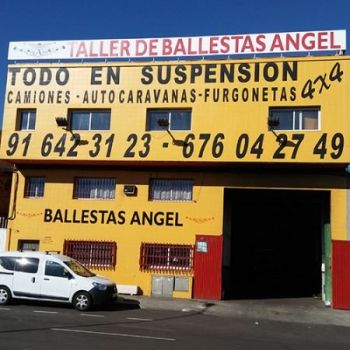 TALLER DE BALLESTAS ANGEL
TODO EN SUSPENSION
CAMIONES - AUTOCARAVANAS - FURGONETAS 4x4
91 642 31 23 - 676 04 27 49
BALLESTAS ANGEL